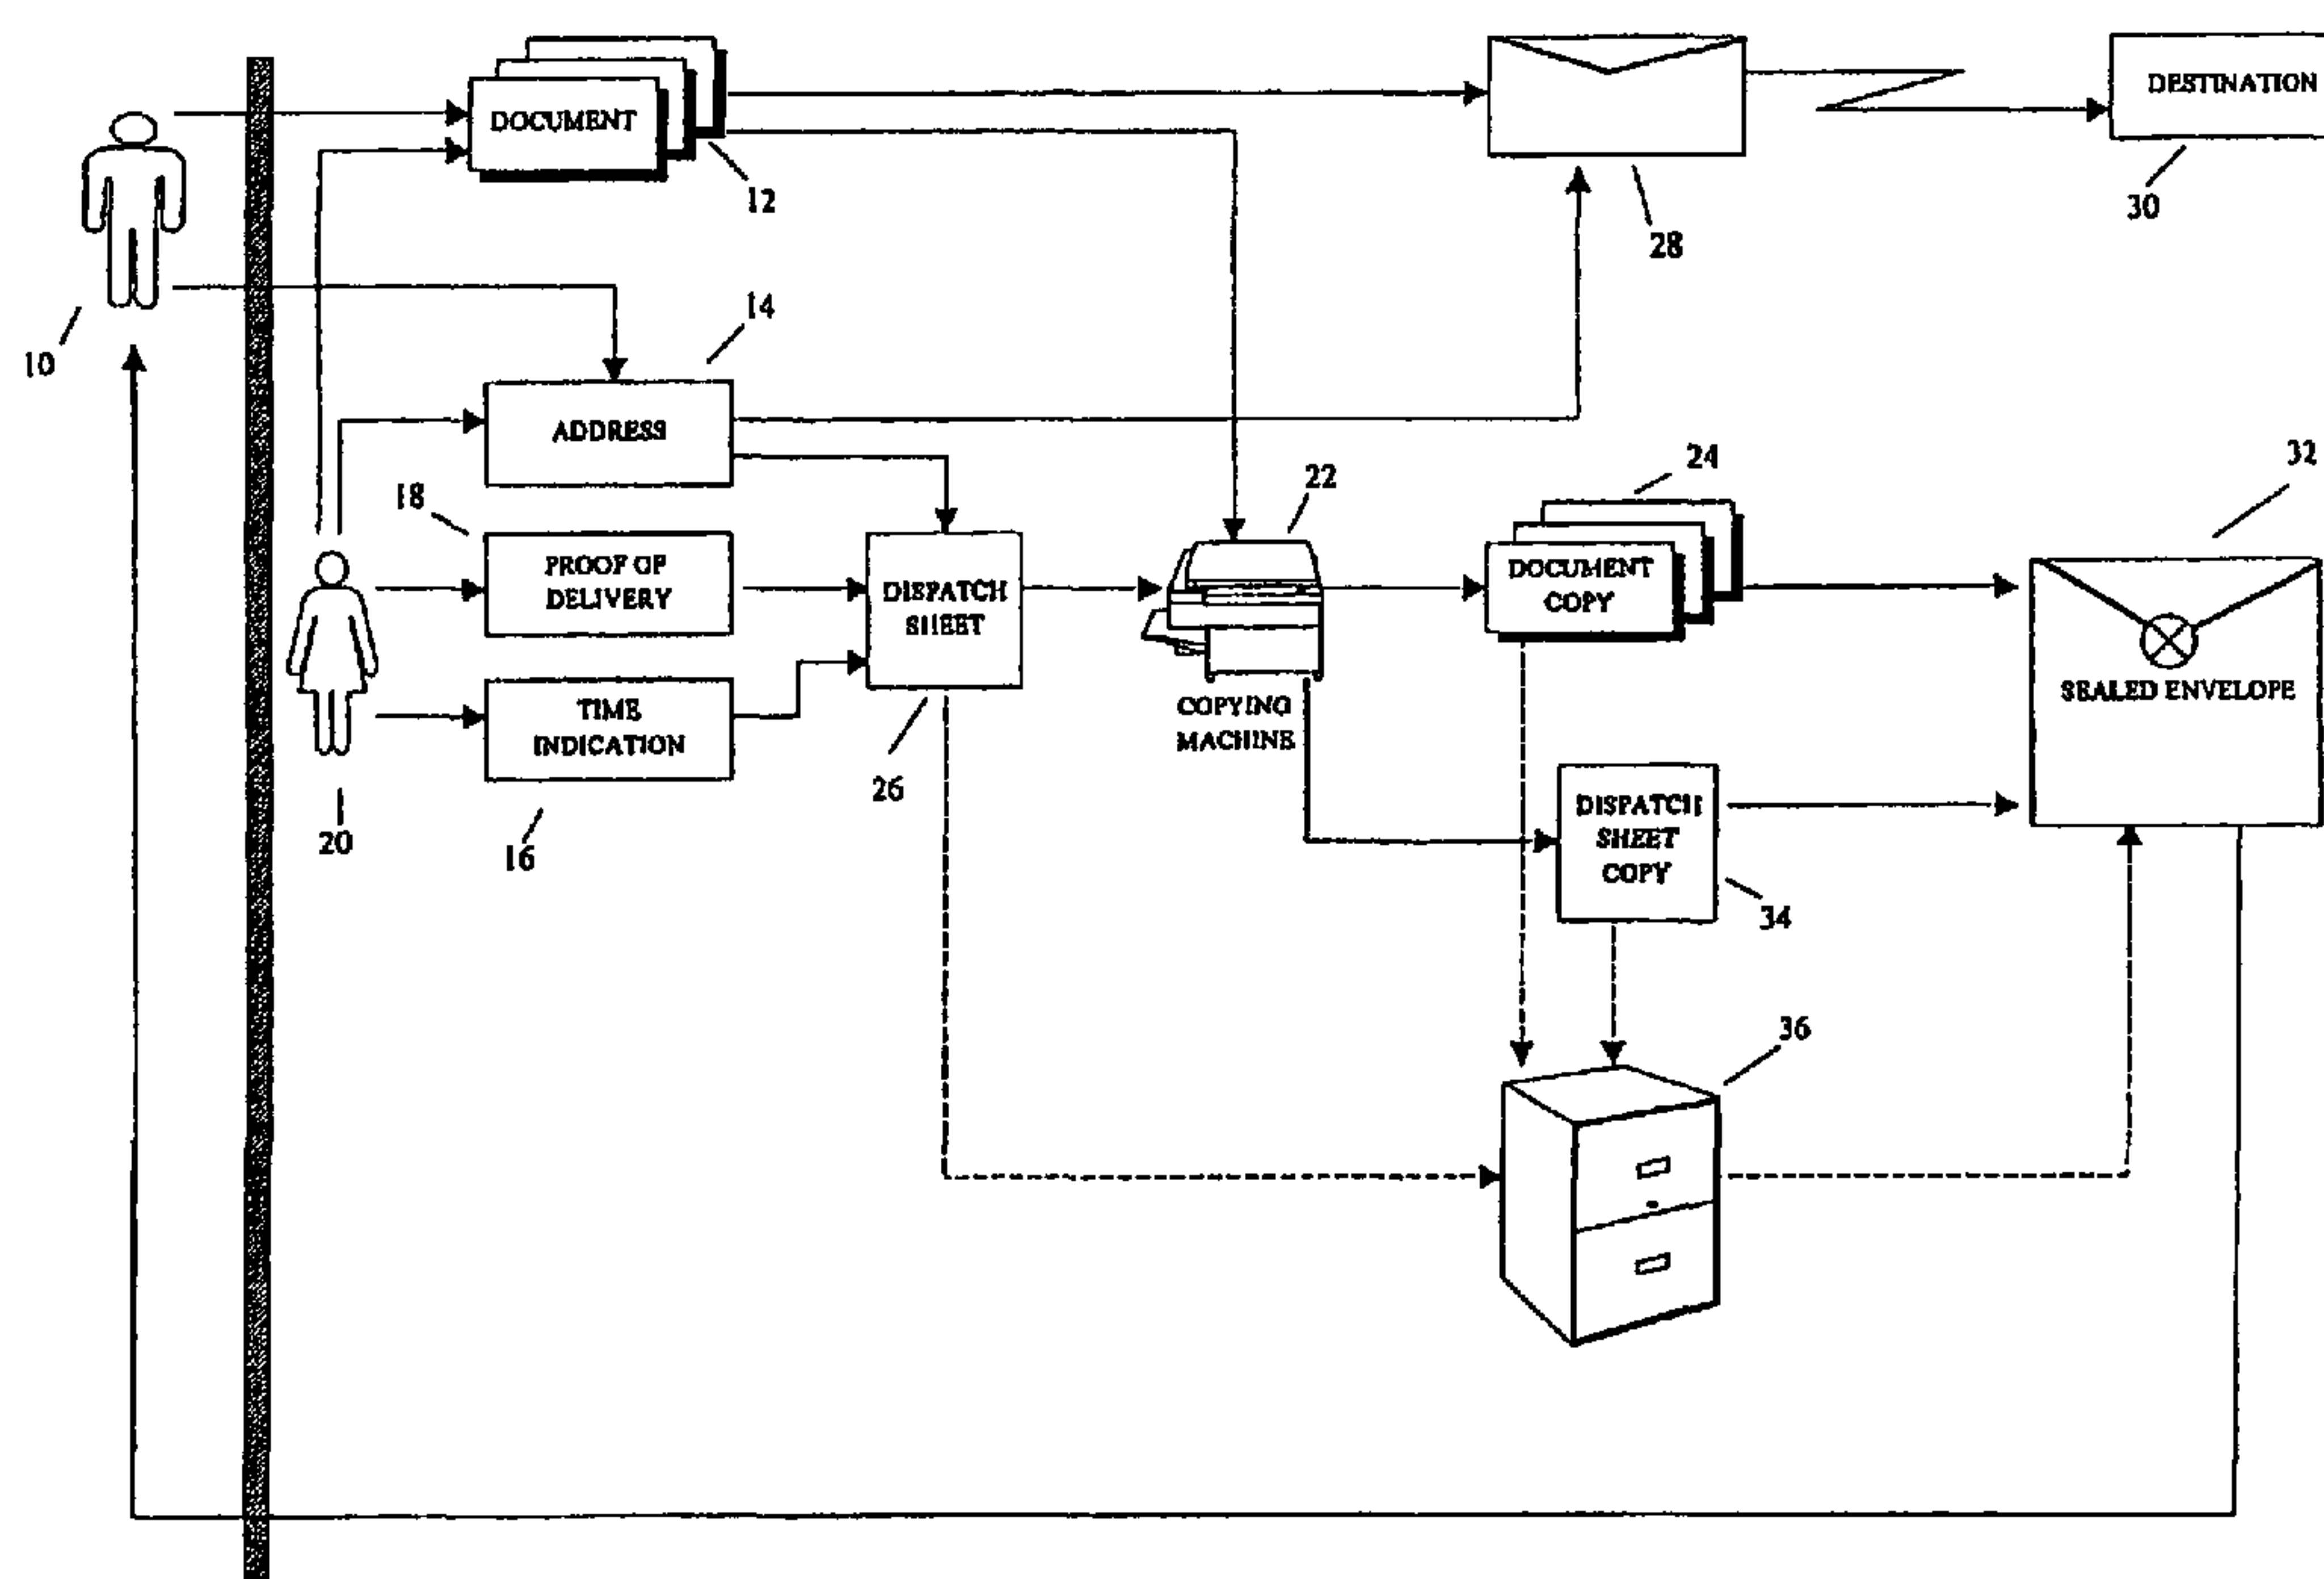 DOCUMENT
12
28
DESTINATION
30
10
14
ADDRESS
18
PROOF OF
DELIVERY
TIME
INDICATION
16
20
DISPATCH
SHEET
26
22
COPYING
MACHINE
24
DOCUMENT
COPY
DISPATCH
SHEET
COPY
34
32
SEALED ENVELOPE
36